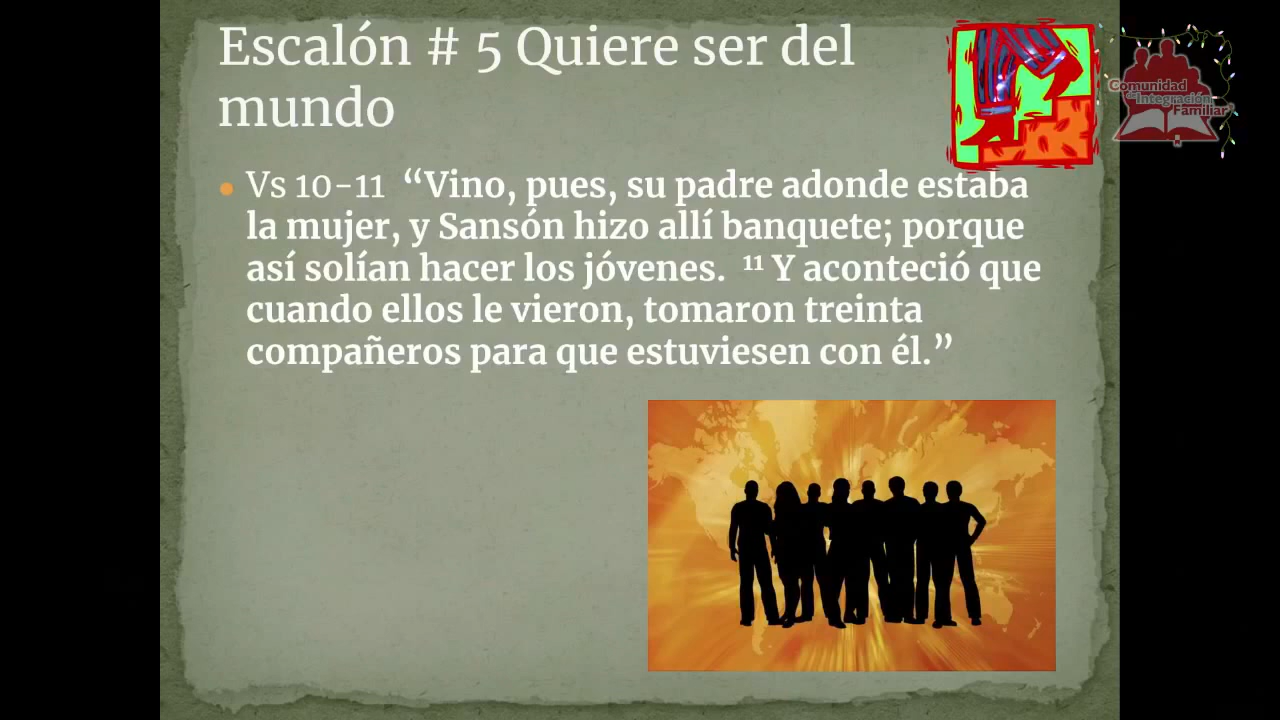 Escalón # 5 Quiere ser del
mundo
• Vs 10-11 “Vino, pues, su padre adonde estaba
la mujer, y Sansón hizo allí banquete; porque
así solían hacer los jóvenes. ¹¹ Y aconteció que
cuando ellos le vieron, tomaron treinta
compañeros para que estuviesen con él.”
Comunidad
de Integración
Familiar